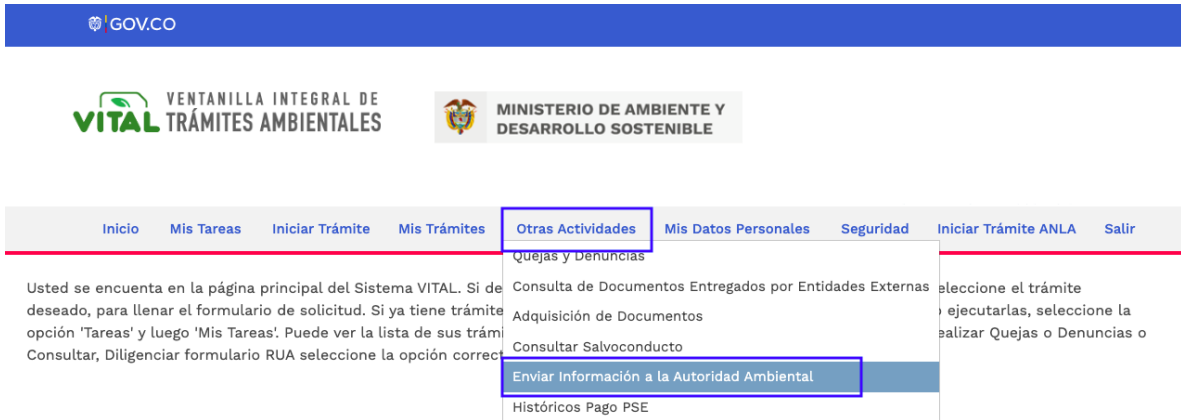 GOV.CO
VITAL
VENTANILLA INTEGRAL DE
TRÁMITES AMBIENTALES
MINISTERIO DE AMBIENTE Y
DESARROLLO SOSTENIBLE
Inicio Mis Tareas Iniciar Trámite Mis Trámites Otras Actividades Mis Datos Personales Seguridad Iniciar Trámite ANLA Salir
Quejas y Denuncias
Consulta de Documentos Entregados por Entidades Externas
Adquisición de Documentos
Consultar Salvoconducto
Enviar Información a la Autoridad Ambiental
Históricos Pago PSE
Usted se encuenta en la página principal del Sistema VITAL. Si de eleccione el trámite
deseado, para llenar el formulario de solicitud. Si ya tiene trámite ejecutarlas, seleccione la
opción 'Tareas' y luego 'Mis Tareas'. Puede ver la lista de sus trámi ealizar Quejas o Denuncias o
Consultar, Diligenciar formulario RUA seleccione la opción correct